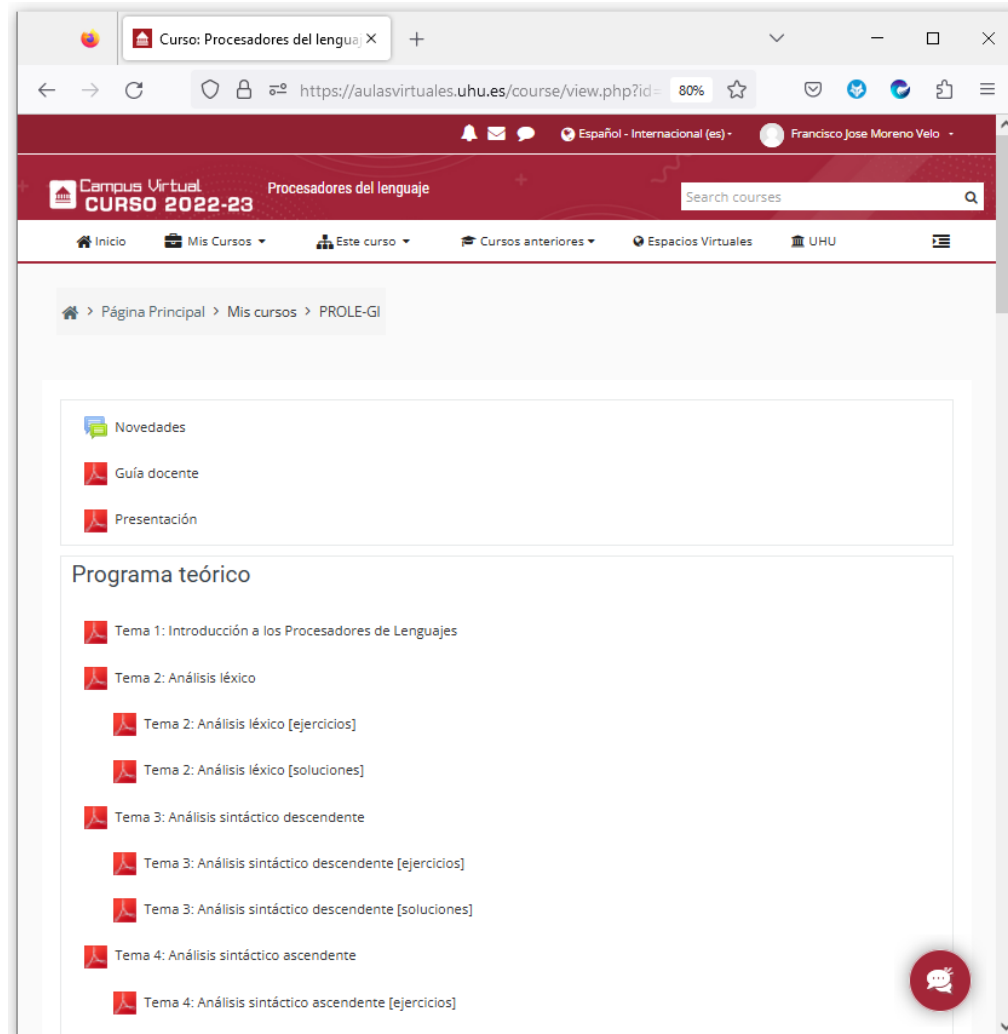 Curso: Procesadores del lenguaj
https://aulasvirtuales.uhu.es/course/view.php?id=
80%
Español - Internacional (es)
Francisco Jose Moreno Velo
Campus Virtual
CURSO 2022-23
Procesadores del lenguaje
Search courses
Inicio
Mis Cursos
Este curso
Cursos anteriores
Espacios Virtuales
UHU
Página Principal > Mis cursos > PROLE-GI
Novedades
Guía docente
Presentación
Programa teórico
Tema 1: Introducción a los Procesadores de Lenguajes
Tema 2: Análisis léxico
Tema 2: Análisis léxico [ejercicios]
Tema 2: Análisis léxico [soluciones]
Tema 3: Análisis sintáctico descendente
Tema 3: Análisis sintáctico descendente [ejercicios]
Tema 3: Análisis sintáctico descendente [soluciones]
Tema 4: Análisis sintáctico ascendente
Tema 4: Análisis sintáctico ascendente [ejercicios]